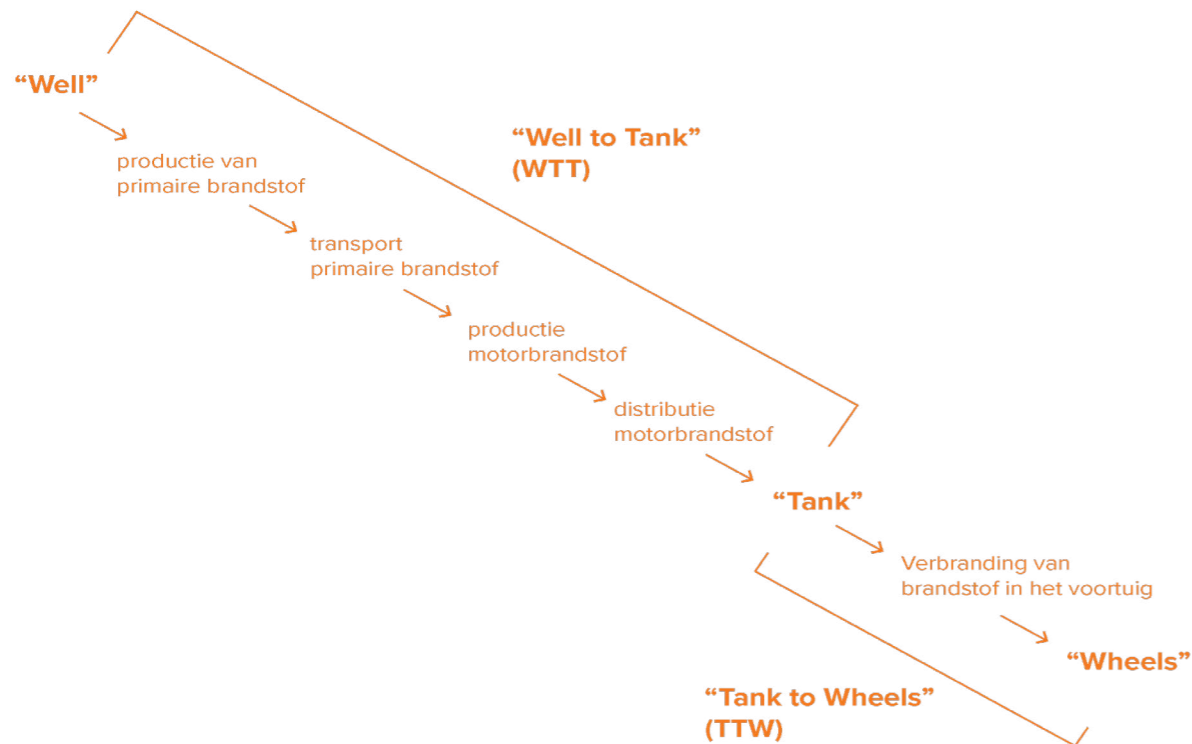 “Well”
“Well to Tank”
(WTT)
productie van
primaire brandstof
transport
primaire brandstof
productie
motorbrandstof
distributie
motorbrandstof
“Tank”
Verbranding van
brandstof in het voortuig
“Wheels”
“Tank to Wheels”
(TTW)